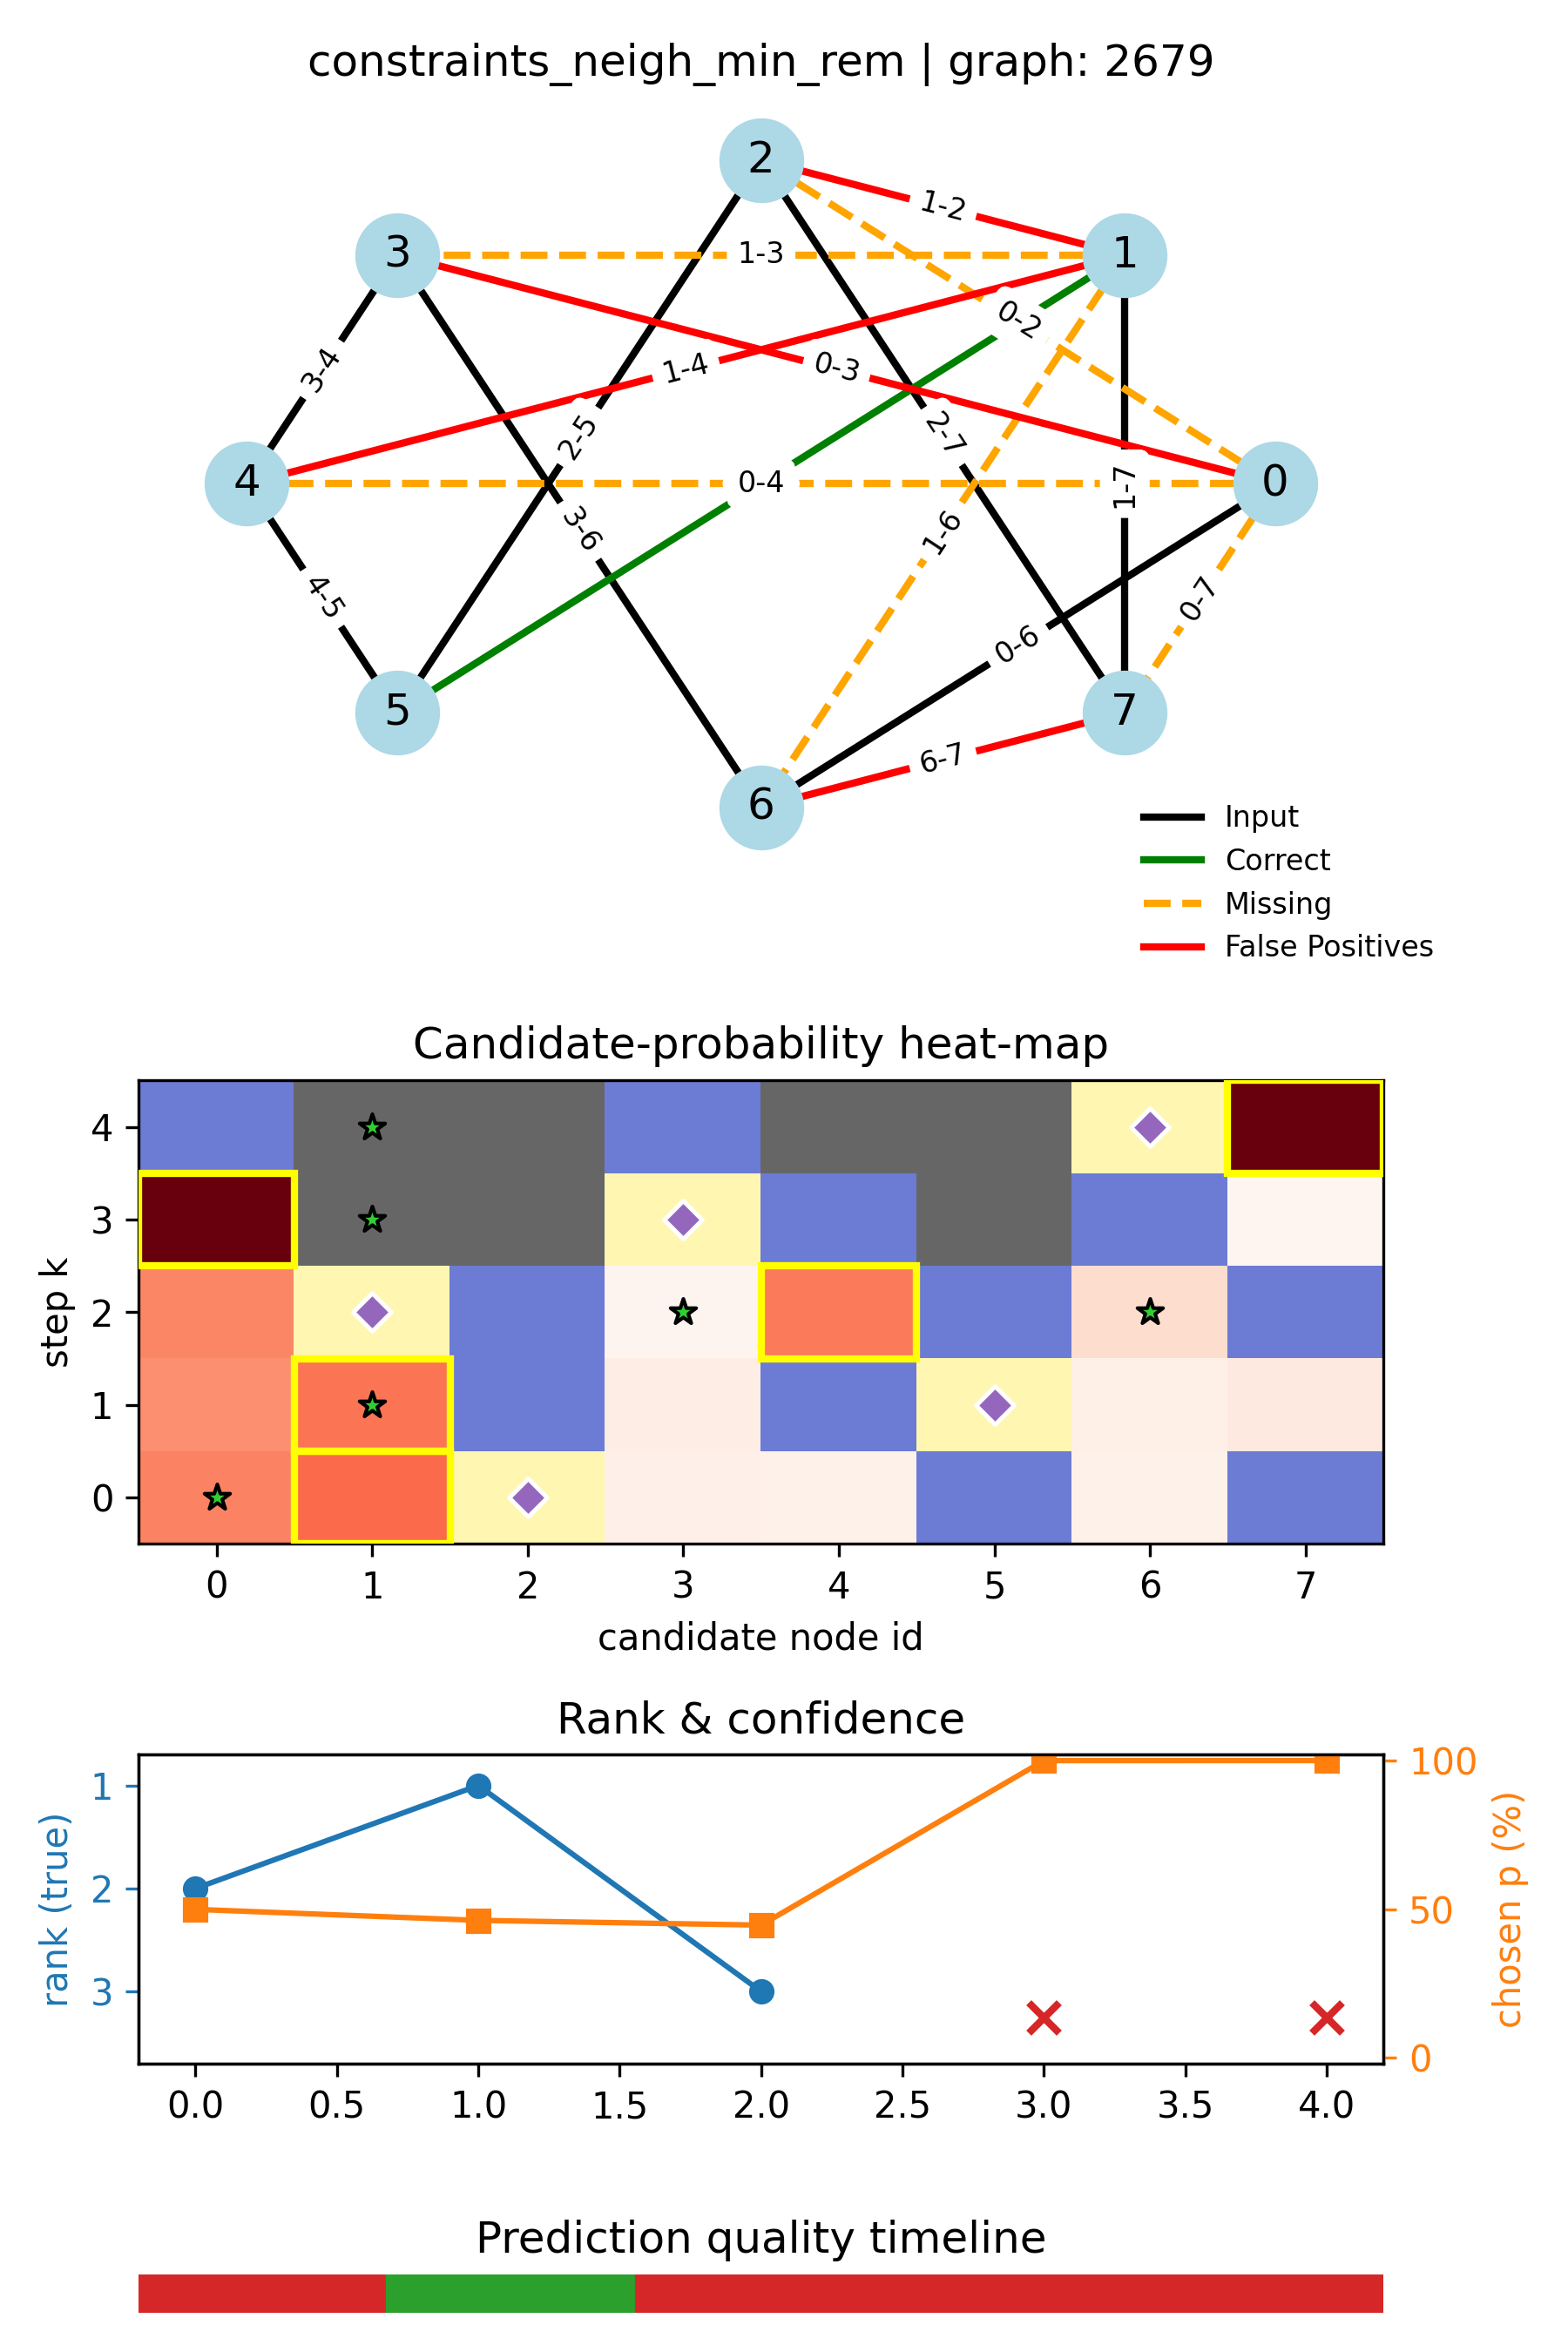 constraints_neigh_min_rem | graph: 2679
2
1-2
3
1-3
1
0-2
3-4
1-4
0-3
2-5
2-7
4
0-4
1-7
0
3-6
1-6
4-5
0-7
0-6
5
7
6-7
6
Input
Correct
Missing
False Positives
Candidate-probability heat-map
4
3
2
1
0
step k
0 1 2 3 4 5 6 7
candidate node id
Rank & confidence
1
2
3
rank (true)
100
50
0
chosen p (%)
0.0 0.5 1.0 1.5 2.0 2.5 3.0 3.5 4.0
Prediction quality timeline